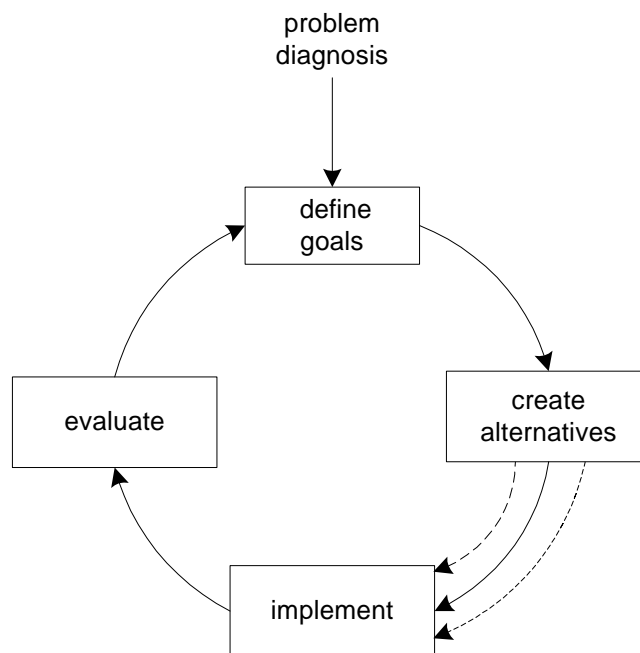 problem
diagnosis
define
goals
create
alternatives
evaluate
implement